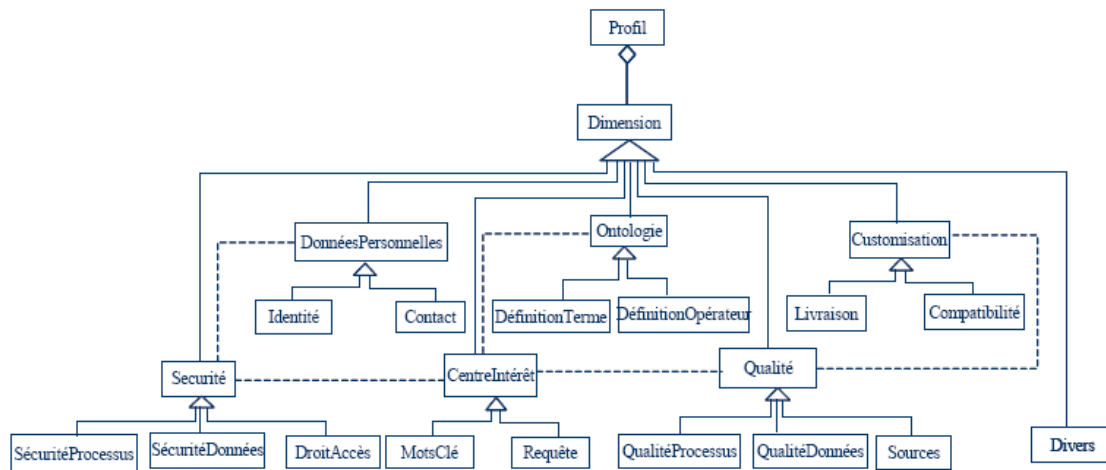 Profil
Dimension
DonnéesPersonnelles
Ontologie
Customisation
Identité
Contact
DéfinitionTerme
DéfinitionOpérateur
Livraison
Compatibilité
Securité
CentreIntérêt
Qualité
SécuritéProcessus
SécuritéDonnées
DroitAccès
MotsClé
Requête
QualitéProcessus
QualitéDonnées
Sources
Divers